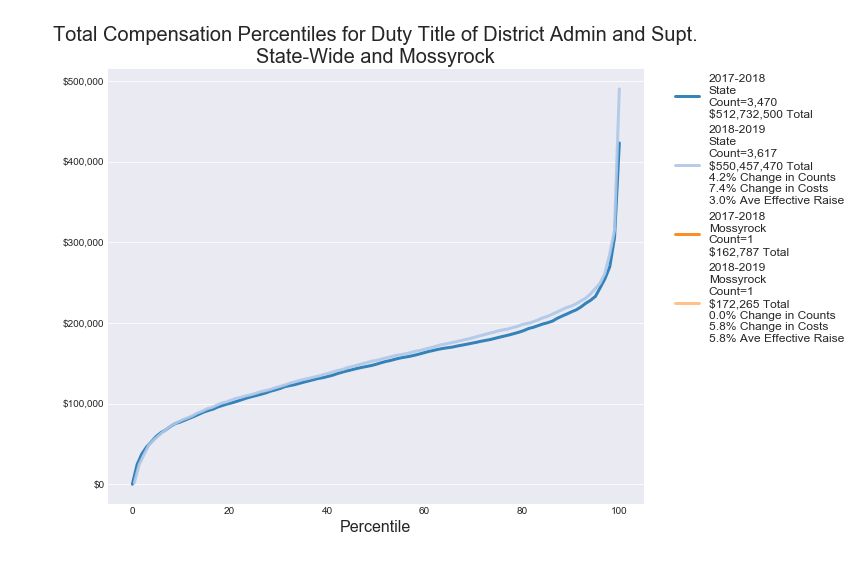 Total Compensation Percentiles for Duty Title of District Admin and Supt.
State-Wide and Mossyrock
$500,000
$400,000
$300,000
$200,000
$100,000
$0
0
20
40
60
80
100
Percentile
2017-2018
State
Count=3,470
$512,732,500 Total
2018-2019
State
Count=3,617
$550,457,470 Total
4.2% Change in Counts
7.4% Change in Costs
3.0% Ave Effective Raise
2017-2018
Mossyrock
Count=1
$162,787 Total
2018-2019
Mossyrock
Count=1
$172,265 Total
0.0% Change in Counts
5.8% Change in Costs
5.8% Ave Effective Raise